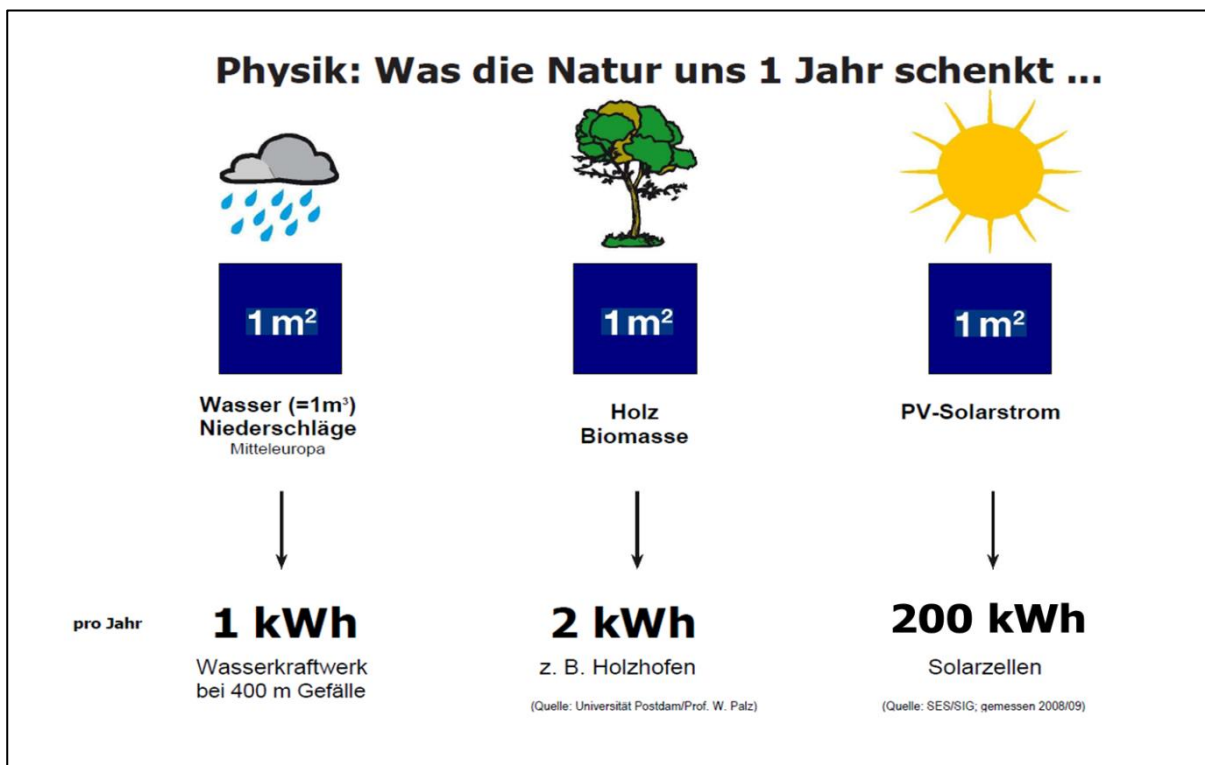 Physik: Was die Natur uns 1 Jahr schenkt ...
1 m²
1 m²
1 m²
Wasser (=1m³)
Niederschläge
Mitteleuropa
Holz
Biomasse
PV-Solarstrom
pro Jahr
1 kWh
2 kWh
200 kWh
Wasserkraftwerk
bei 400 m Gefälle
z. B. Holzhofen
Solarzellen
(Quelle: Universität Postdam/Prof. W. Palz)
(Quelle: SES/SIG; gemessen 2008/09)